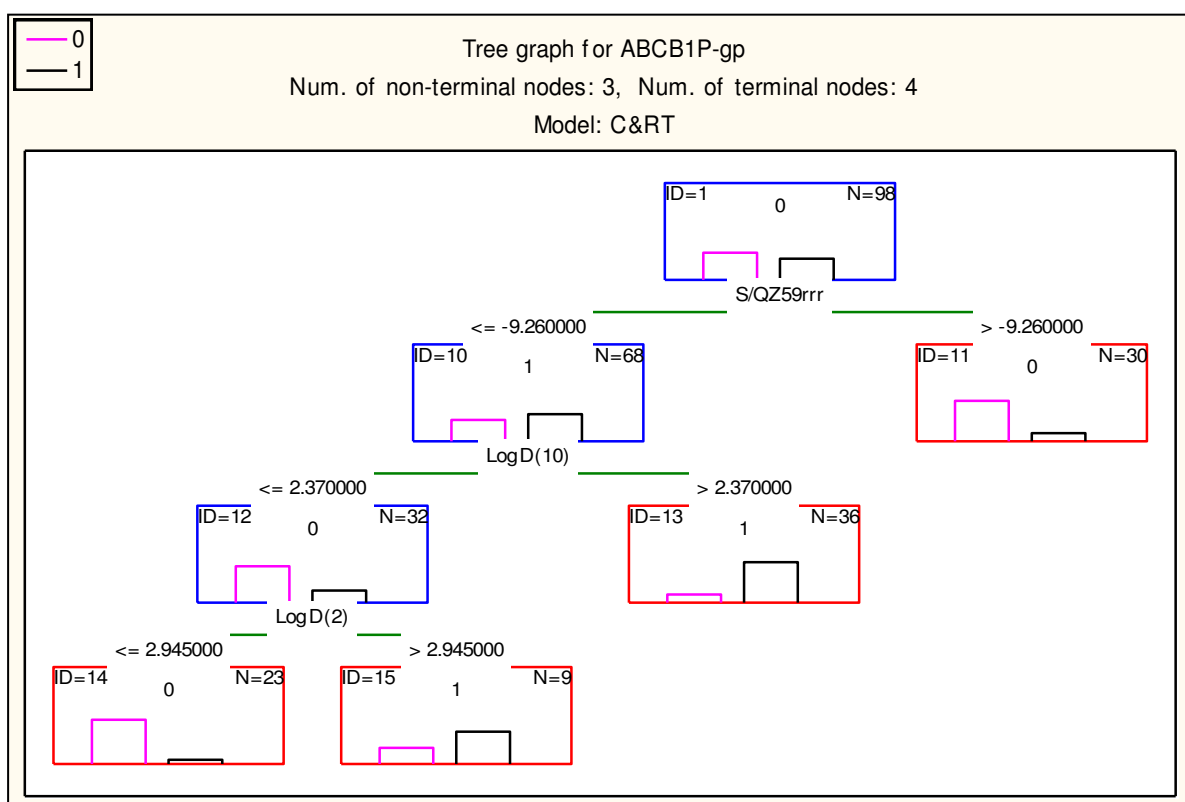 0
1
Tree graph for ABCB1P-gp
Num. of non-terminal nodes: 3, Num. of terminal nodes: 4
Model: C&RT
ID=1 N=98
0
S/QZ59rrr
<= -9.260000 > -9.260000
ID=10 N=68 ID=11 N=30
1 0
LogD(10)
<= 2.370000 > 2.370000
ID=12 N=32 ID=13 N=36
0 1
LogD(2)
<= 2.945000 > 2.945000
ID=14 N=23 ID=15 N=9
0 1